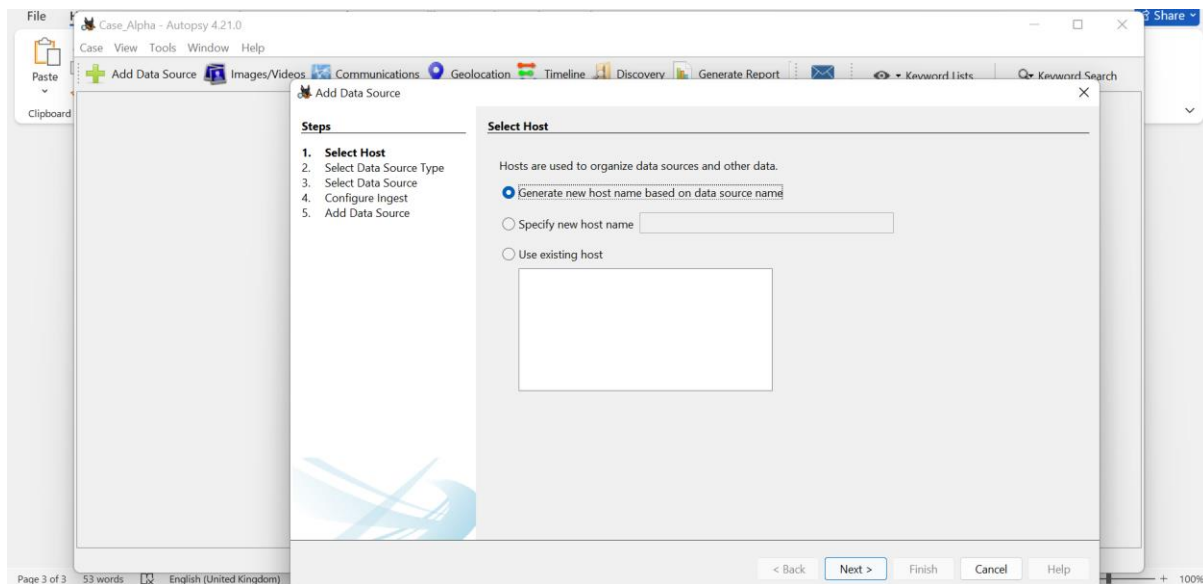 File
Share
Case_Alpha - Autopsy 4.21.0
Case View Tools Window Help
Paste
Add Data Source Images/Videos Communications Geolocation Timeline Discovery Generate Report Keyword Lists Keyword Search
Clipboard
Add Data Source
Steps
1. Select Host
2. Select Data Source Type
3. Select Data Source
4. Configure Ingest
5. Add Data Source
Select Host
Hosts are used to organize data sources and other data.
Generate new host name based on data source name
Specify new host name
Use existing host
< Back Next > Finish Cancel Help
Page 3 of 3 53 words English (United Kingdom) + 100%